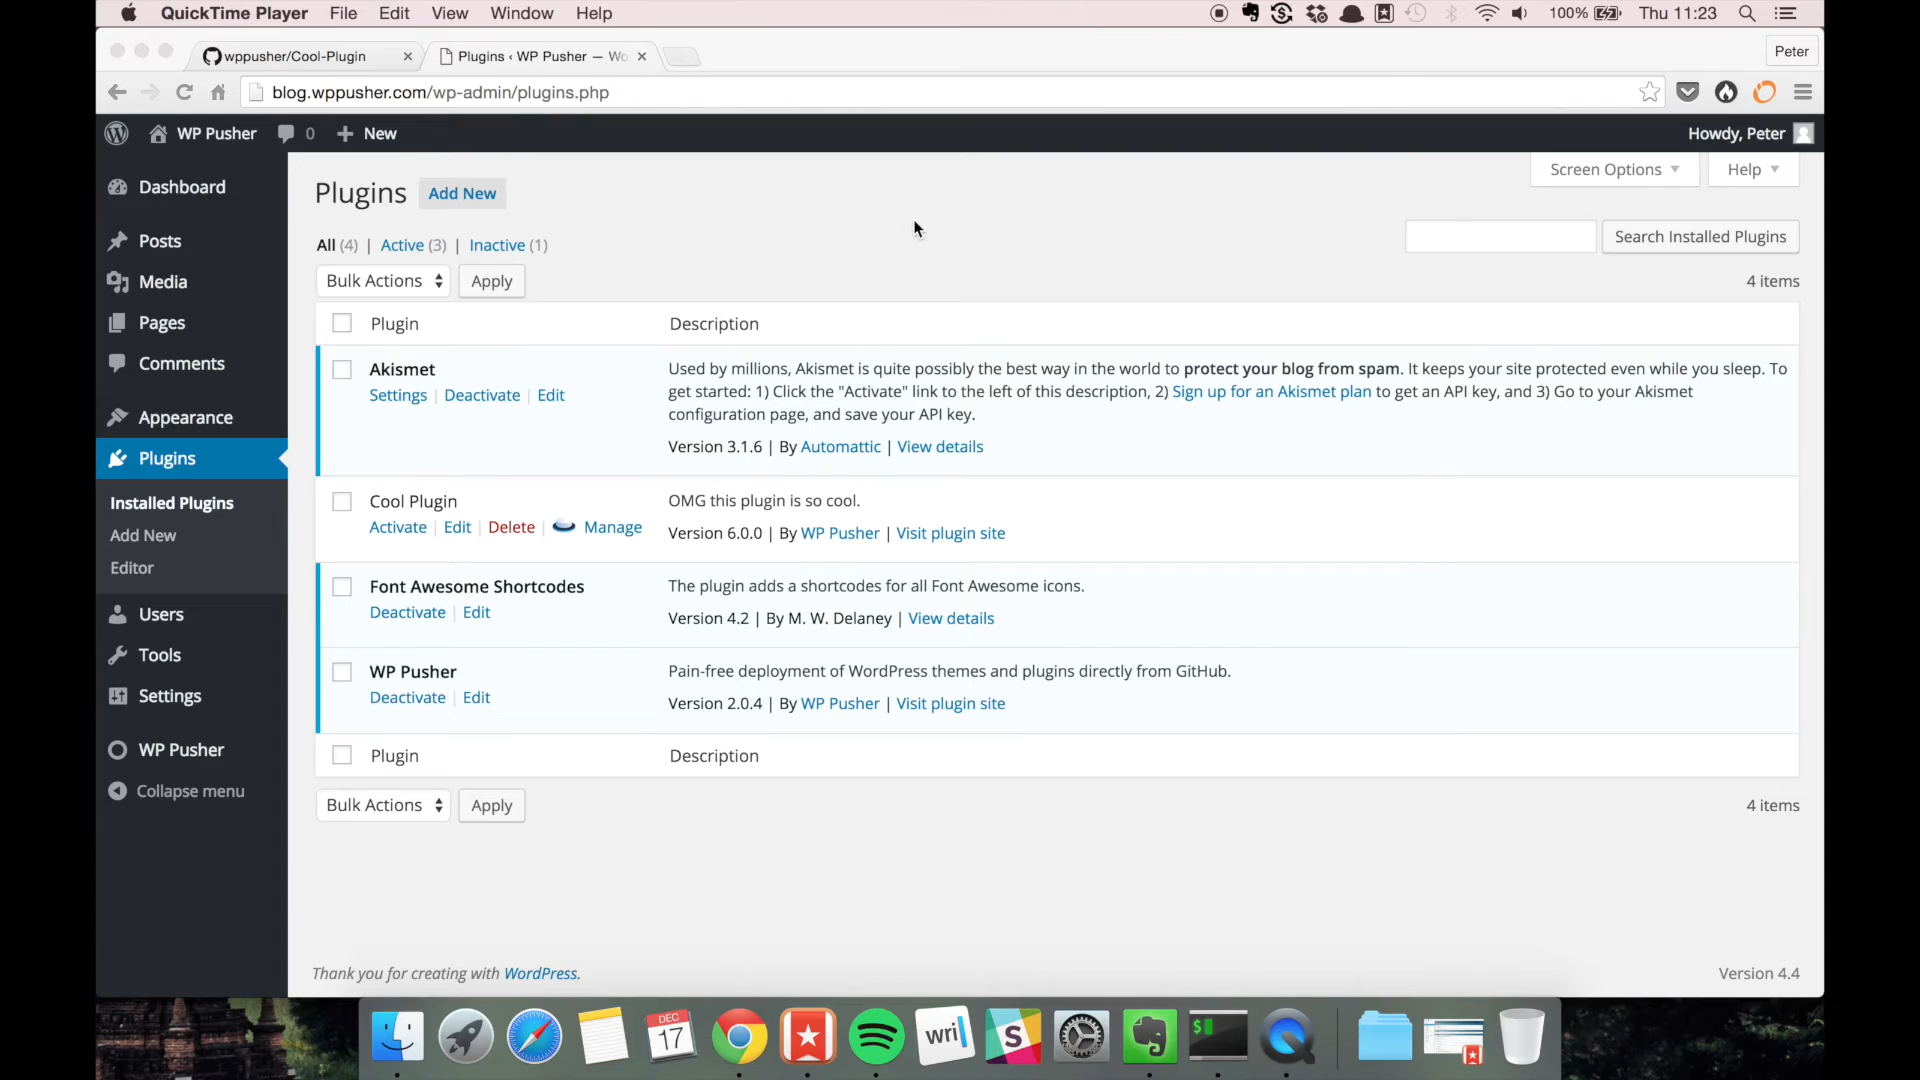 QuickTime Player File Edit View Window Help 100% Thu 11:23
wppusher/Cool-Plugin Plugins ‹ WP Pusher — Wo Peter
blog.wppusher.com/wp-admin/plugins.php
WP Pusher 0 + New Howdy, Peter
Screen Options Help
Dashboard
Posts
Media
Pages
Comments
Appearance
Plugins
Installed Plugins
Add New
Editor
Users
Tools
Settings
WP Pusher
Collapse menu
Plugins Add New
All (4) | Active (3) | Inactive (1)
Search Installed Plugins
Bulk Actions Apply 4 items
Plugin Description
Akismet
Settings | Deactivate | Edit
Used by millions, Akismet is quite possibly the best way in the world to protect your blog from spam. It keeps your site protected even while you sleep. To
get started: 1) Click the "Activate" link to the left of this description, 2) Sign up for an Akismet plan to get an API key, and 3) Go to your Akismet
configuration page, and save your API key.
Version 3.1.6 | By Automattic | View details
Cool Plugin
Activate | Edit | Delete | Manage
OMG this plugin is so cool.
Version 6.0.0 | By WP Pusher | Visit plugin site
Font Awesome Shortcodes
Deactivate | Edit
The plugin adds a shortcodes for all Font Awesome icons.
Version 4.2 | By M. W. Delaney | View details
WP Pusher
Deactivate | Edit
Pain-free deployment of WordPress themes and plugins directly from GitHub.
Version 2.0.4 | By WP Pusher | Visit plugin site
Plugin Description
Bulk Actions Apply 4 items
Thank you for creating with WordPress. Version 4.4
DEC
17
wri
S
$